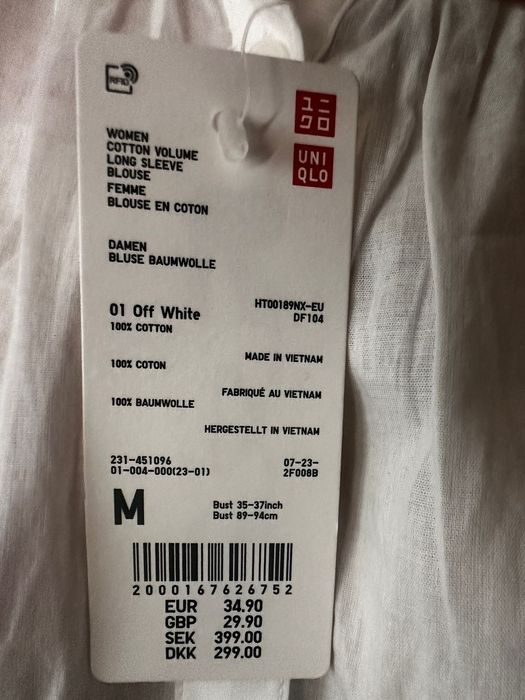 RFID
ユニ
クロ
UNI
QLO
WOMEN
COTTON VOLUME
LONG SLEEVE
BLOUSE
FEMME
BLOUSE EN COTON
DAMEN
BLUSE BAUMWOLLE
01 Off White
HT00189NX-EU
DF104
100% COTTON
MADE IN VIETNAM
100% COTON
FABRIQUÉ AU VIETNAM
100% BAUMWOLLE
HERGESTELLT IN VIETNAM
231-451096
07-23-
01-004-000(23-01)
2F008B
M
Bust 35-37inch
Bust 89-94cm
2000167626752
EUR 34.90
GBP 29.90
SEK 399.00
DKK 299.00